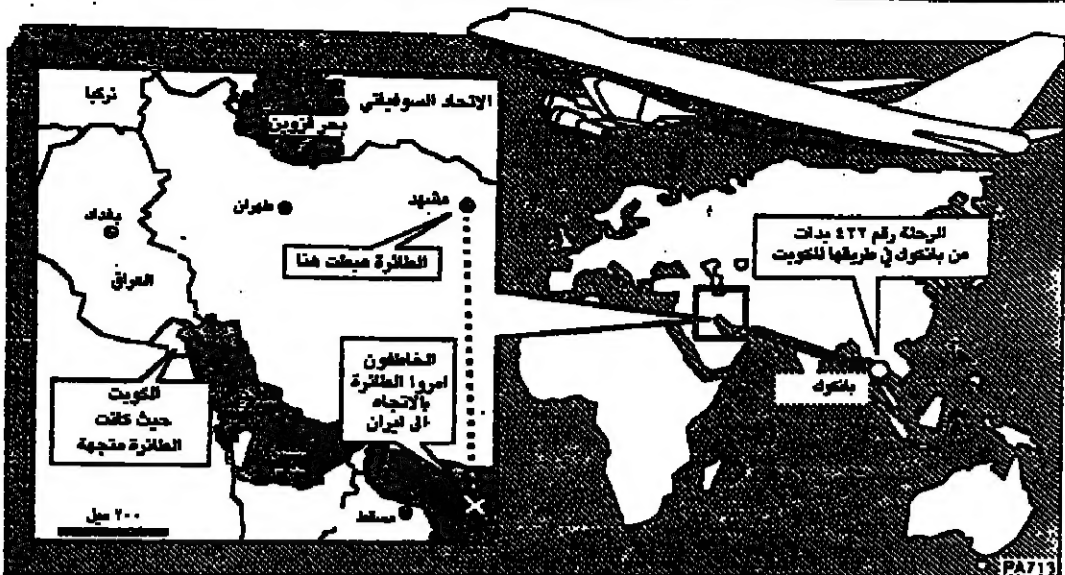 الاتحاد السوفيتي
تركيا
بحر قزوين
مشهد
طهران
بغداد
العراق
الطائرة هبطت هنا
الرحلة رقم ٤٢٢ بدات
من بانكوك في طريقها للكويت
الخاطفون
امروا الطائرة
بالاتجاه
الى ايران
الكويت
حيث كانت
الطائرة متجهة
بانكوك
مسقط
٢٠٠ ميل
PA713